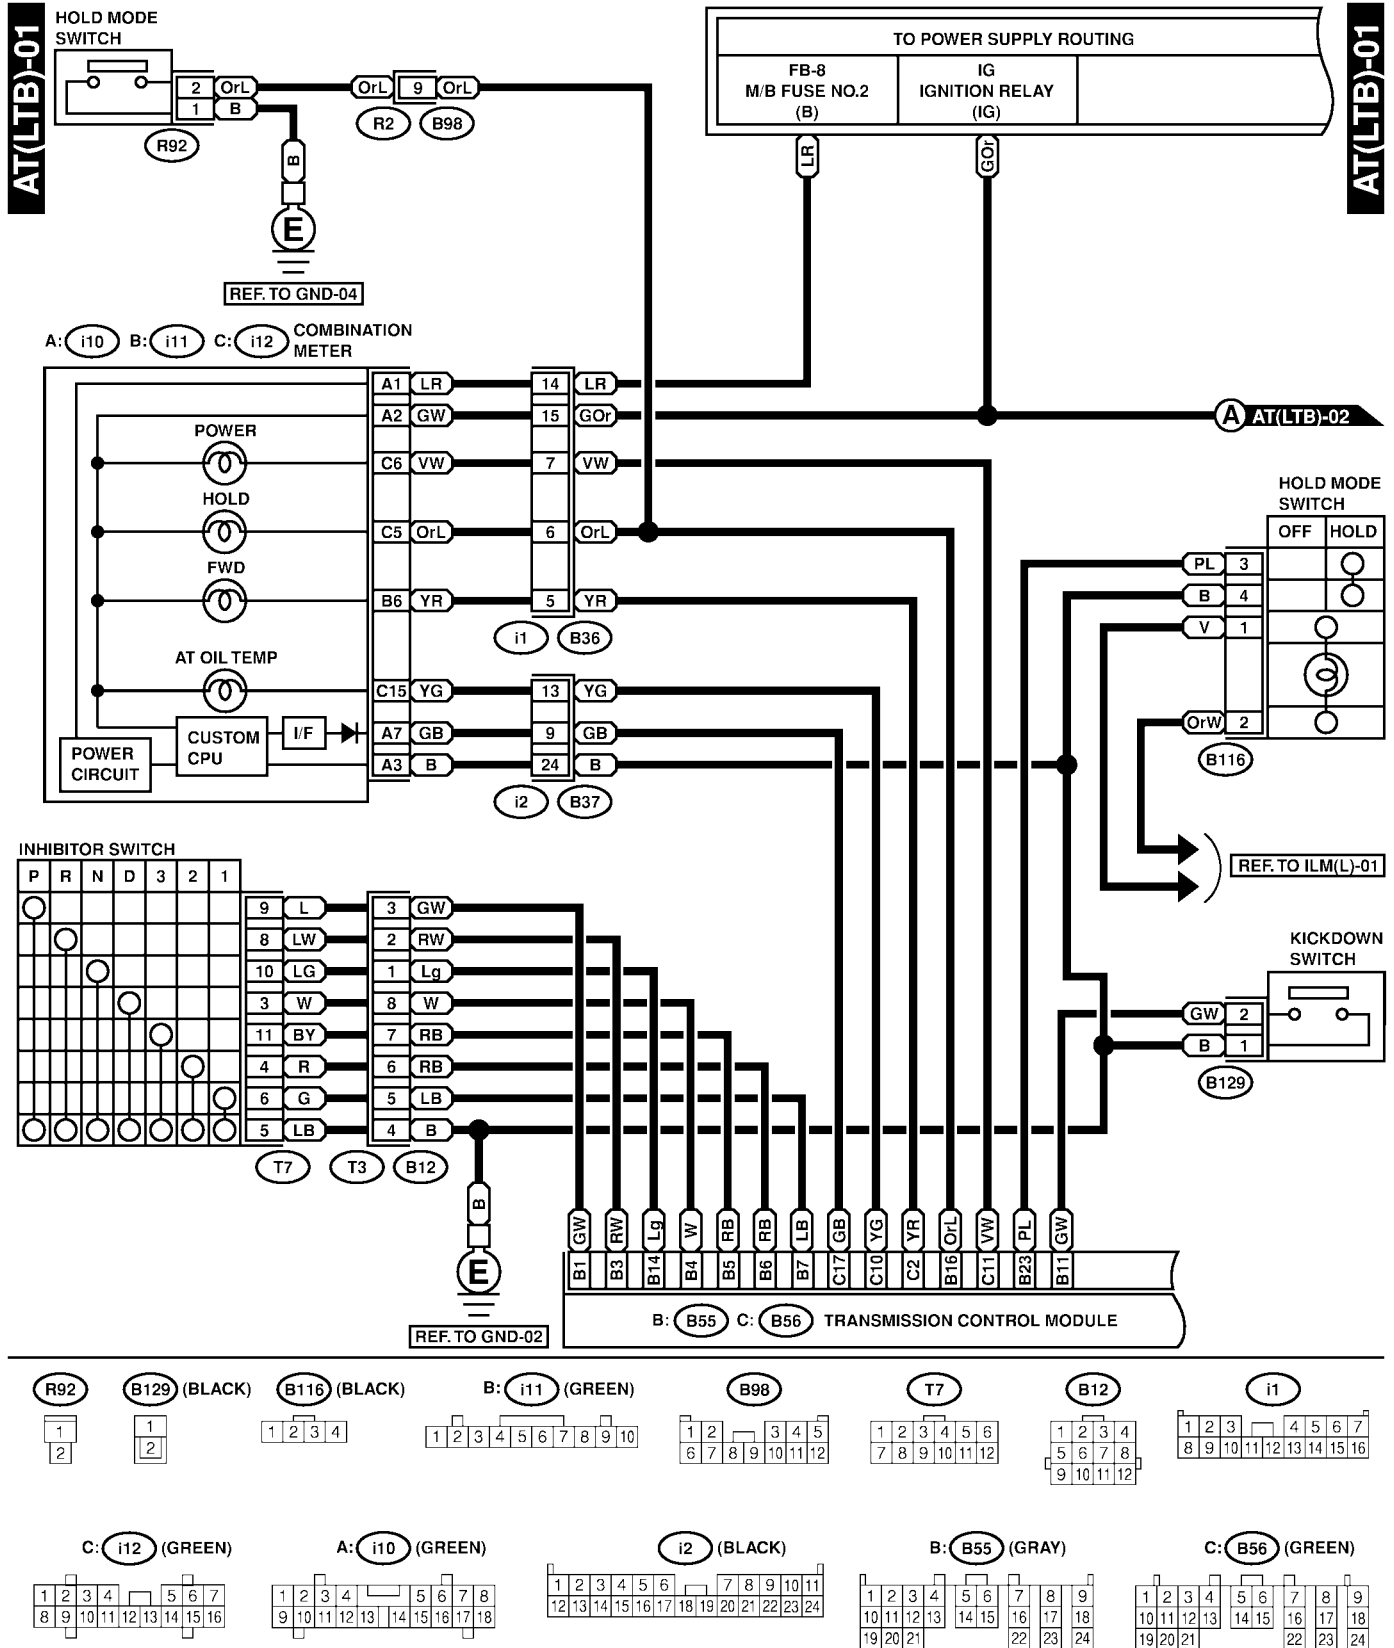 AT(LTB)-01
HOLD MODE
SWITCH
2 OrL OrL 9 OrL
1 B
R92
R2 B98
B
E
REF. TO GND-04
TO POWER SUPPLY ROUTING
FB-8
M/B FUSE NO.2
(B)
IG
IGNITION RELAY
(IG)
LR
GOr
AT(LTB)-01
A: i10 B: i11 C: i12 COMBINATION
METER
A1 LR 14 LR
A2 GW 15 GOr
A AT(LTB)-02
POWER
C6 VW 7 VW
HOLD
C5 OrL 6 OrL
FWD
B6 YR 5 YR
i1 B36
AT OIL TEMP
C15 YG 13 YG
CUSTOM
CPU
I/F
A7 GB 9 GB
POWER
CIRCUIT
A3 B 24 B
i2 B37
HOLD MODE
SWITCH
OFF HOLD
PL 3
B 4
V 1
OrW 2
B116
REF. TO ILM(L)-01
KICKDOWN
SWITCH
GW 2
B 1
B129
INHIBITOR SWITCH
P R N D 3 2 1
9 L 3 GW
8 LW 2 RW
10 LG 1 Lg
3 W 8 W
11 BY 7 RB
4 R 6 RB
6 G 5 LB
5 LB 4 B
T7 T3 B12
B
E
REF. TO GND-02
GW RW Lg W RB RB LB GB YG YR OrL VW PL GW
B1 B3 B14 B4 B5 B6 B7 C17 C10 C2 B16 C11 B23 B11
B: B55 C: B56 TRANSMISSION CONTROL MODULE
R92
1
2
B129 (BLACK)
1
2
B116 (BLACK)
1 2 3 4
B: i11 (GREEN)
1 2 3 4 5 6 7 8 9 10
B98
1 2 3 4 5
6 7 8 9 10 11 12
T7
1 2 3 4 5 6
7 8 9 10 11 12
B12
1 2 3 4
5 6 7 8
9 10 11 12
i1
1 2 3 4 5 6 7
8 9 10 11 12 13 14 15 16
C: i12 (GREEN)
1 2 3 4 5 6 7
8 9 10 11 12 13 14 15 16
A: i10 (GREEN)
1 2 3 4 5 6 7 8
9 10 11 12 13 14 15 16 17 18
i2 (BLACK)
1 2 3 4 5 6 7 8 9 10 11
12 13 14 15 16 17 18 19 20 21 22 23 24
B: B55 (GRAY)
1 2 3 4 5 6 7 8 9
10 11 12 13 14 15 16 17 18
19 20 21 22 23 24
C: B56 (GREEN)
1 2 3 4 5 6 7 8 9
10 11 12 13 14 15 16 17 18
19 20 21 22 23 24